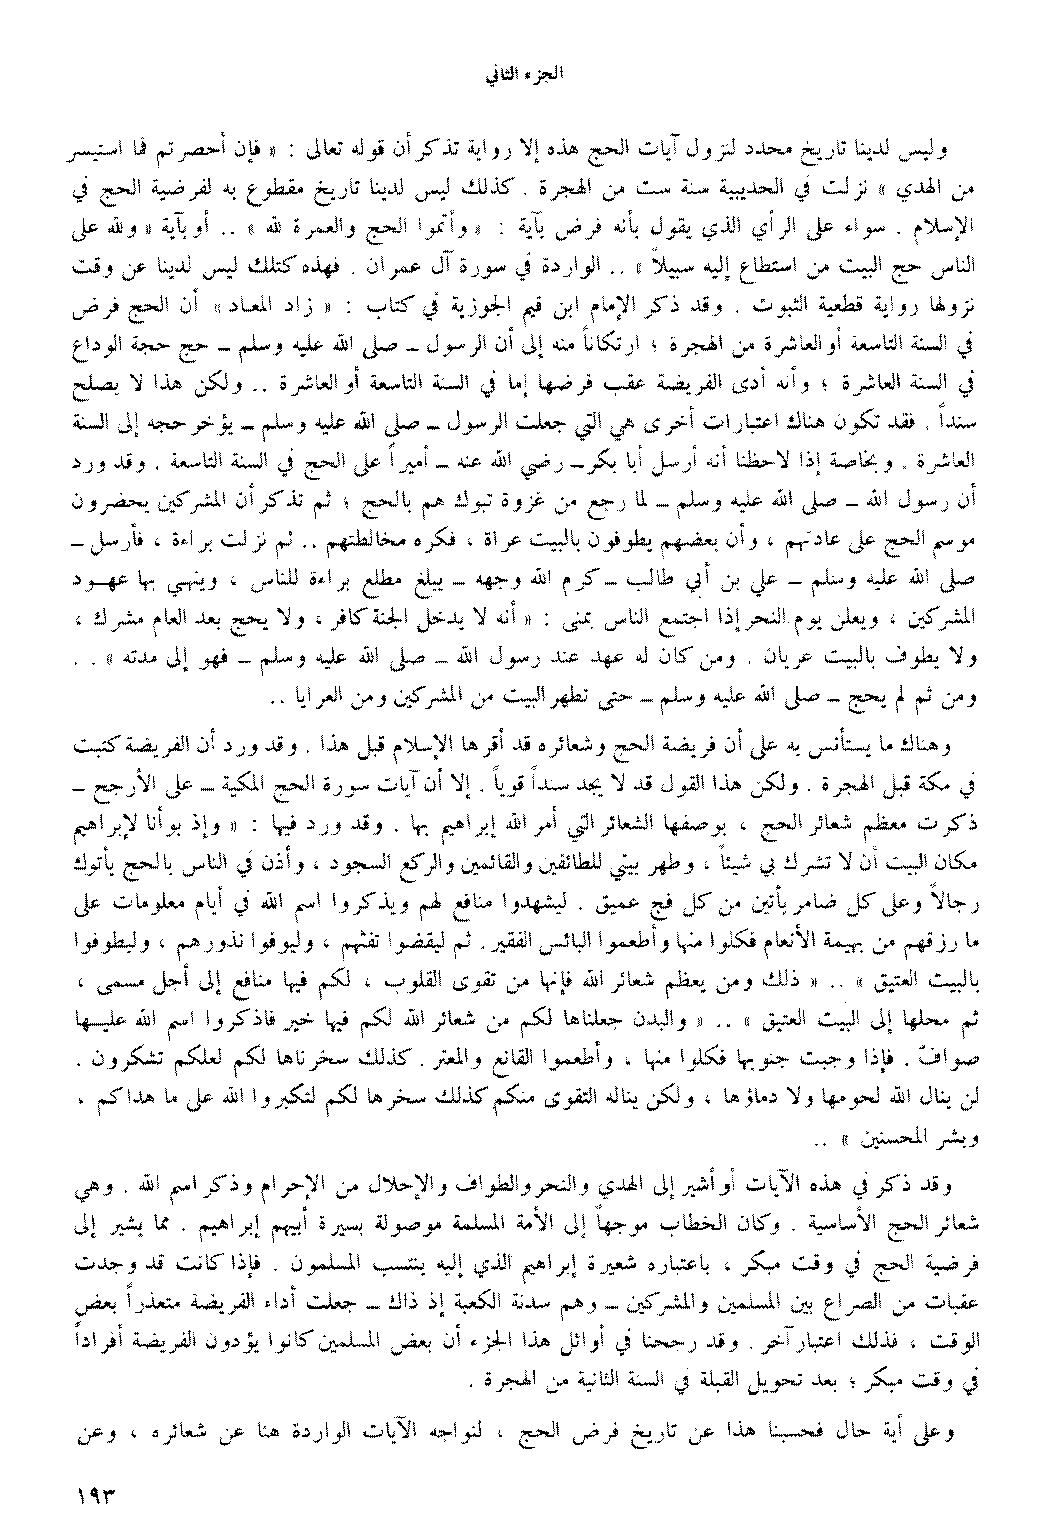 الجزء الثاني
وليس لدينا تاريخ محدد لنزول آيات الحج هذه إلا رواية تذكر أن قوله تعالى : « فإن أحصرتم فما استيسر
من الهدي » نزلت في الحديبية سنة ست من الهجرة . كذلك ليس لدينا تاريخ مقطوع به لفرضية الحج في
الإسلام . سواء على الرأي الذي يقول بأنه فرض بآية : « وأتموا الحج والعمرة لله » .. أو بآية « ولله على
الناس حج البيت من استطاع إليه سبيلاً » .. الواردة في سورة آل عمران . فهذه كتلك ليس لدينا عن وقت
نزولها رواية قطعية الثبوت . وقد ذكر الإمام ابن قيم الجوزية في كتاب : « زاد المعاد » أن الحج فرض
في السنة التاسعة أو العاشرة من الهجرة ؛ ارتكاناً منه إلى أن الرسول – صلى الله عليه وسلم – حج حجة الوداع
في السنة العاشرة ؛ وأنه أدى الفريضة عقب فرضها إما في السنة التاسعة أو العاشرة .. ولكن هذا لا يصلح
سنداً . فقد تكون هناك اعتبارات أخرى هي التي جعلت الرسول – صلى الله عليه وسلم – يؤخر حجه إلى السنة
العاشرة . وبخاصة إذا لاحظنا أنه أرسل أبا بكر – رضي الله عنه – أميراً على الحج في السنة التاسعة . وقد ورد
أن رسول الله – صلى الله عليه وسلم – لما رجع من غزوة تبوك هم بالحج ؛ ثم تذكر أن المشركين يحضرون
موسم الحج على عادتهم ، وأن بعضهم يطوفون بالبيت عراة ، فكره مخالطتهم .. ثم نزلت براءة ، فأرسل –
صلى الله عليه وسلم – علي بن أبي طالب – كرم الله وجهه – يبلغ مطلع براءة للناس ، وينهي بها عهود
المشركين ، ويعلن يوم النحر إذا اجتمع الناس بمنى : « أنه لا يدخل الجنة كافر ، ولا يحج بعد العام مشرك ،
ولا يطوف بالبيت عريان . ومن كان له عهد عند رسول الله – صلى الله عليه وسلم – فهو إلى مدته » . .
ومن ثم لم يحج – صلى الله عليه وسلم – حتى تطهر البيت من المشركين ومن العرايا ..
وهناك ما يستأنس به على أن فريضة الحج وشعائره قد أقرها الإسلام قبل هذا . وقد ورد أن الفريضة كتبت
في مكة قبل الهجرة . ولكن هذا القول قد لا يجد سنداً قوياً . إلا أن آيات سورة الحج المكية – على الأرجح –
ذكرت معظم شعائر الحج ، بوصفها الشعائر التي أمر الله إبراهيم بها . وقد ورد فيها : « وإذ بوأنا لإبراهيم
مكان البيت أن لا تشرك بي شيئاً ، وطهر بيتي للطائفين والقائمين والركع السجود ، وأذن في الناس بالحج يأتوك
رجالاً وعلى كل ضامر يأتين من كل فج عميق . ليشهدوا منافع لهم ويذكروا اسم الله في أيام معلومات على
ما رزقهم من بهيمة الأنعام فكلوا منها وأطعموا البائس الفقير . ثم ليقضوا تفثهم ، وليوفوا نذورهم ، وليطوفوا
بالبيت العتيق » .. « ذلك ومن يعظم شعائر الله فإنها من تقوى القلوب ، لكم فيها منافع إلى أجل مسمى ،
ثم محلها إلى البيت العتيق » .. « والبدن جعلناها لكم من شعائر الله لكم فيها خير فاذكروا اسم الله عليها
صوافّ . فإذا وجبت جنوبها فكلوا منها ، وأطعموا القانع والمعتر . كذلك سخرناها لكم لعلكم تشكرون .
لن ينال الله لحومها ولا دماؤها ، ولكن يناله التقوى منكم كذلك سخرها لكم لتكبروا الله على ما هداكم ،
وبشر المحسنين » ..
وقد ذكر في هذه الآيات أو أشير إلى الهدي والنحر والطواف والإحلال من الإحرام وذكر اسم الله . وهي
شعائر الحج الأساسية . وكان الخطاب موجهاً إلى الأمة المسلمة موصولة بسيرة أبيهم إبراهيم . مما يشير إلى
فرضية الحج في وقت مبكر ، باعتباره شعيرة إبراهيم الذي إليه ينتسب المسلمون . فإذا كانت قد وجدت
عقبات من الصراع بين المسلمين والمشركين – وهم سدنة الكعبة إذ ذاك – جعلت أداء الفريضة متعذراً بعض
الوقت ، فذلك اعتبار آخر . وقد رجحنا في أوائل هذا الجزء أن بعض المسلمين كانوا يؤدون الفريضة أفراداً
في وقت مبكر ؛ بعد تحويل القبلة في السنة الثانية من الهجرة .
وعلى أية حال فحسبنا هذا عن تاريخ فرض الحج ، لنواجه الآيات الواردة هنا عن شعائره ، وعن
١٩٣